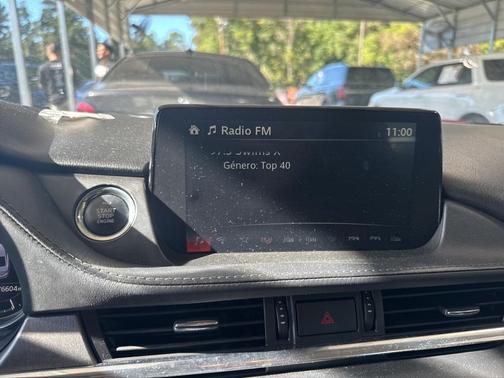 Radio FM
11:00
Género: Top 40
START
STOP
ENGINE